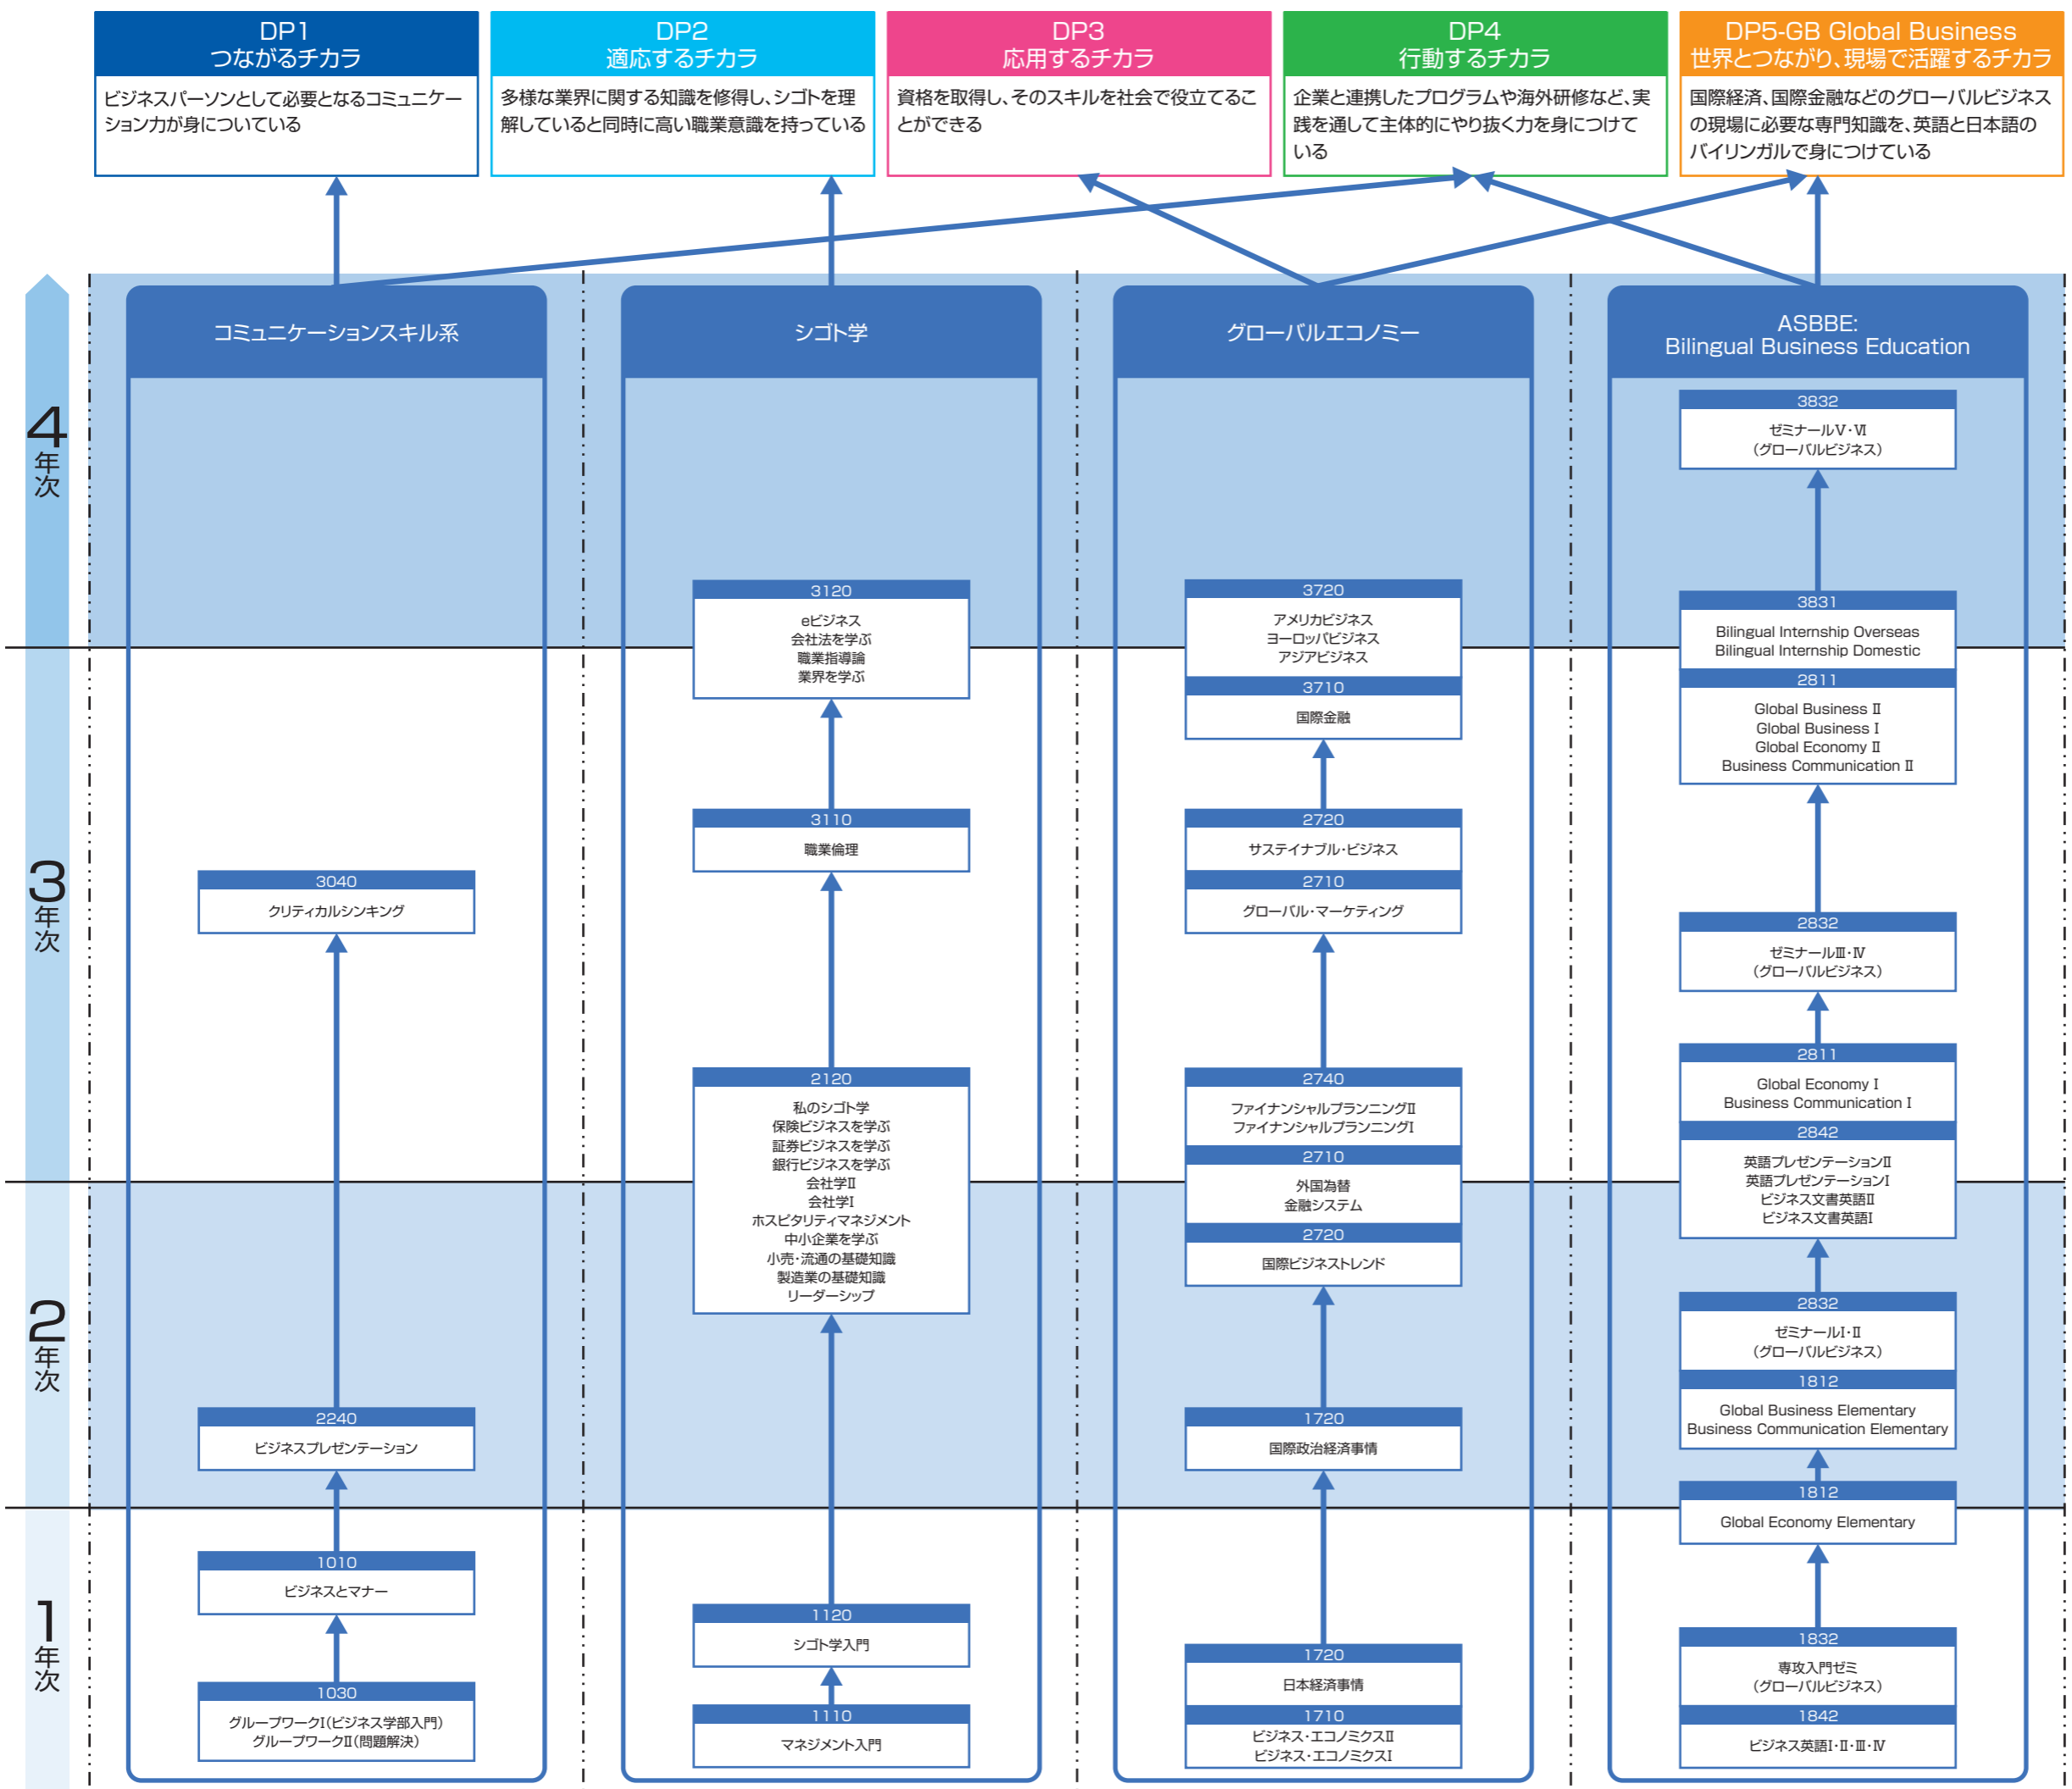 DP1
つながるチカラ
ビジネスパーソンとして必要となるコミュニケー
ション力が身についている
DP2
適応するチカラ
多様な業界に関する知識を修得し、シゴトを理
解していると同時に高い職業意識を持っている
DP3
応用するチカラ
資格を取得し、そのスキルを社会で役立てるこ
とができる
DP4
行動するチカラ
企業と連携したプログラムや海外研修など、実
践を通して主体的にやり抜く力を身につけて
いる
DP5-GB Global Business
世界とつながり、現場で活躍するチカラ
国際経済、国際金融などのグローバルビジネス
の現場に必要な専門知識を、英語と日本語の
バイリンガルで身につけている
4年次
3年次
2年次
1年次
コミュニケーションスキル系
3040
クリティカルシンキング
2240
ビジネスプレゼンテーション
1010
ビジネスとマナー
1030
グループワークⅠ(ビジネス学部入門)
グループワークⅡ(問題解決)
シゴト学
3120
eビジネス
会社法を学ぶ
職業指導論
業界を学ぶ
3110
職業倫理
2120
私のシゴト学
保険ビジネスを学ぶ
証券ビジネスを学ぶ
銀行ビジネスを学ぶ
会社学Ⅱ
会社学Ⅰ
ホスピタリティマネジメント
中小企業を学ぶ
小売・流通の基礎知識
製造業の基礎知識
リーダーシップ
1120
シゴト学入門
1110
マネジメント入門
グローバルエコノミー
3720
アメリカビジネス
ヨーロッパビジネス
アジアビジネス
3710
国際金融
2720
サステイナブル・ビジネス
2710
グローバル・マーケティング
2740
ファイナンシャルプランニングⅡ
ファイナンシャルプランニングⅠ
2710
外国為替
金融システム
2720
国際ビジネストレンド
1720
国際政治経済事情
1720
日本経済事情
1710
ビジネス・エコノミクスⅡ
ビジネス・エコノミクスⅠ
ASBBE:
Bilingual Business Education
3832
ゼミナールⅤ・Ⅵ
(グローバルビジネス)
3831
Bilingual Internship Overseas
Bilingual Internship Domestic
2811
Global Business Ⅱ
Global Business Ⅰ
Global Economy Ⅱ
Business Communication Ⅱ
2832
ゼミナールⅢ・Ⅳ
(グローバルビジネス)
2811
Global Economy Ⅰ
Business Communication Ⅰ
2842
英語プレゼンテーションⅡ
英語プレゼンテーションⅠ
ビジネス文書英語Ⅱ
ビジネス文書英語Ⅰ
2832
ゼミナールⅠ・Ⅱ
(グローバルビジネス)
1812
Global Business Elementary
Business Communication Elementary
1812
Global Economy Elementary
1832
専攻入門ゼミ
(グローバルビジネス)
1842
ビジネス英語Ⅰ・Ⅱ・Ⅲ・Ⅳ